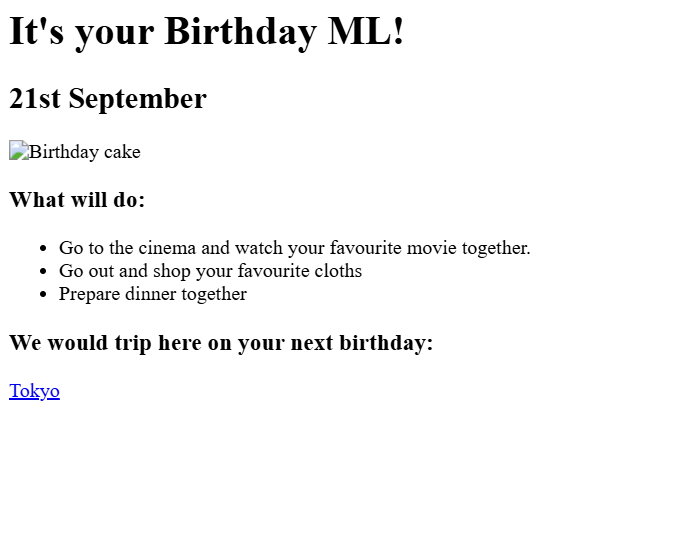 It's your Birthday ML!
21st September
Birthday cake
What will do:
Go to the cinema and watch your favourite movie together.
Go out and shop your favourite cloths
Prepare dinner together
We would trip here on your next birthday:
Tokyo